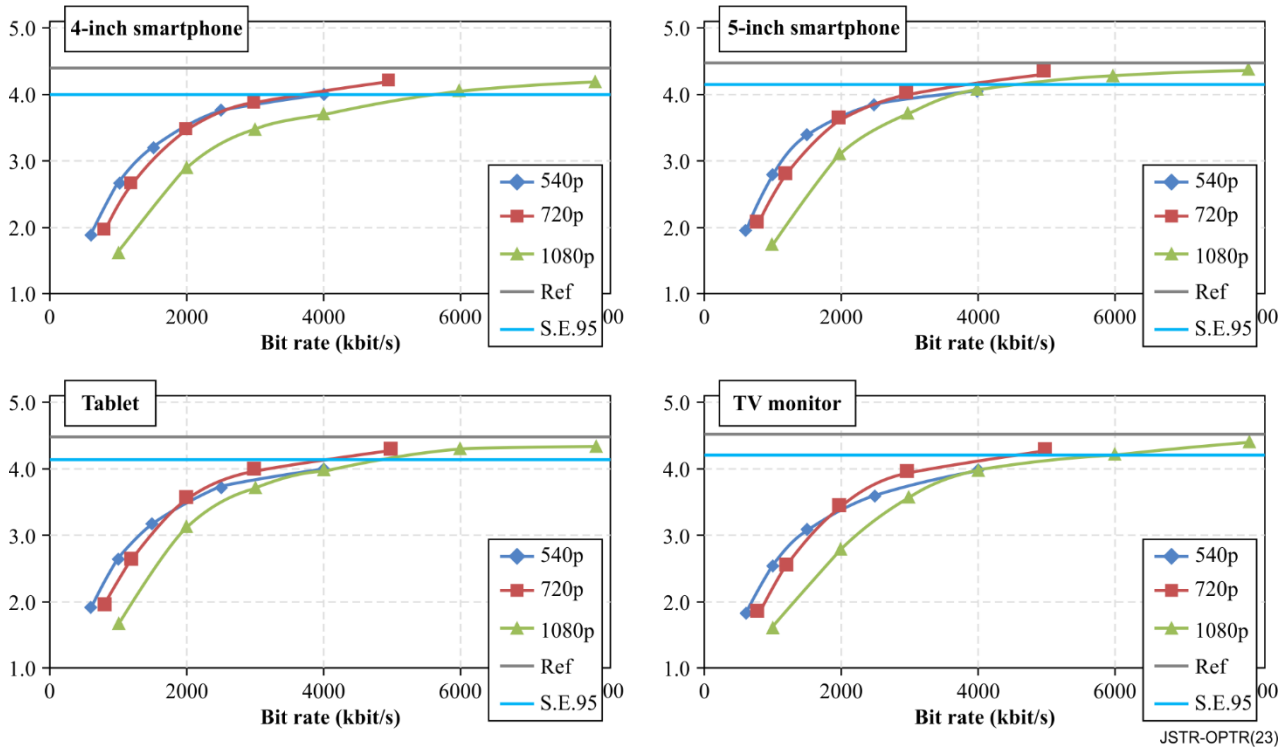 4-inch smartphone
5.0
4.0
3.0
2.0
1.0
0
2000
4000
6000
00
Bit rate (kbit/s)
540p
720p
1080p
Ref
S.E.95
5-inch smartphone
5.0
4.0
3.0
2.0
1.0
0
2000
4000
6000
00
Bit rate (kbit/s)
540p
720p
1080p
Ref
S.E.95
Tablet
5.0
4.0
3.0
2.0
1.0
0
2000
4000
6000
00
Bit rate (kbit/s)
540p
720p
1080p
Ref
S.E.95
TV monitor
5.0
4.0
3.0
2.0
1.0
0
2000
4000
6000
00
Bit rate (kbit/s)
540p
720p
1080p
Ref
S.E.95
JSTR-OPTR(23)